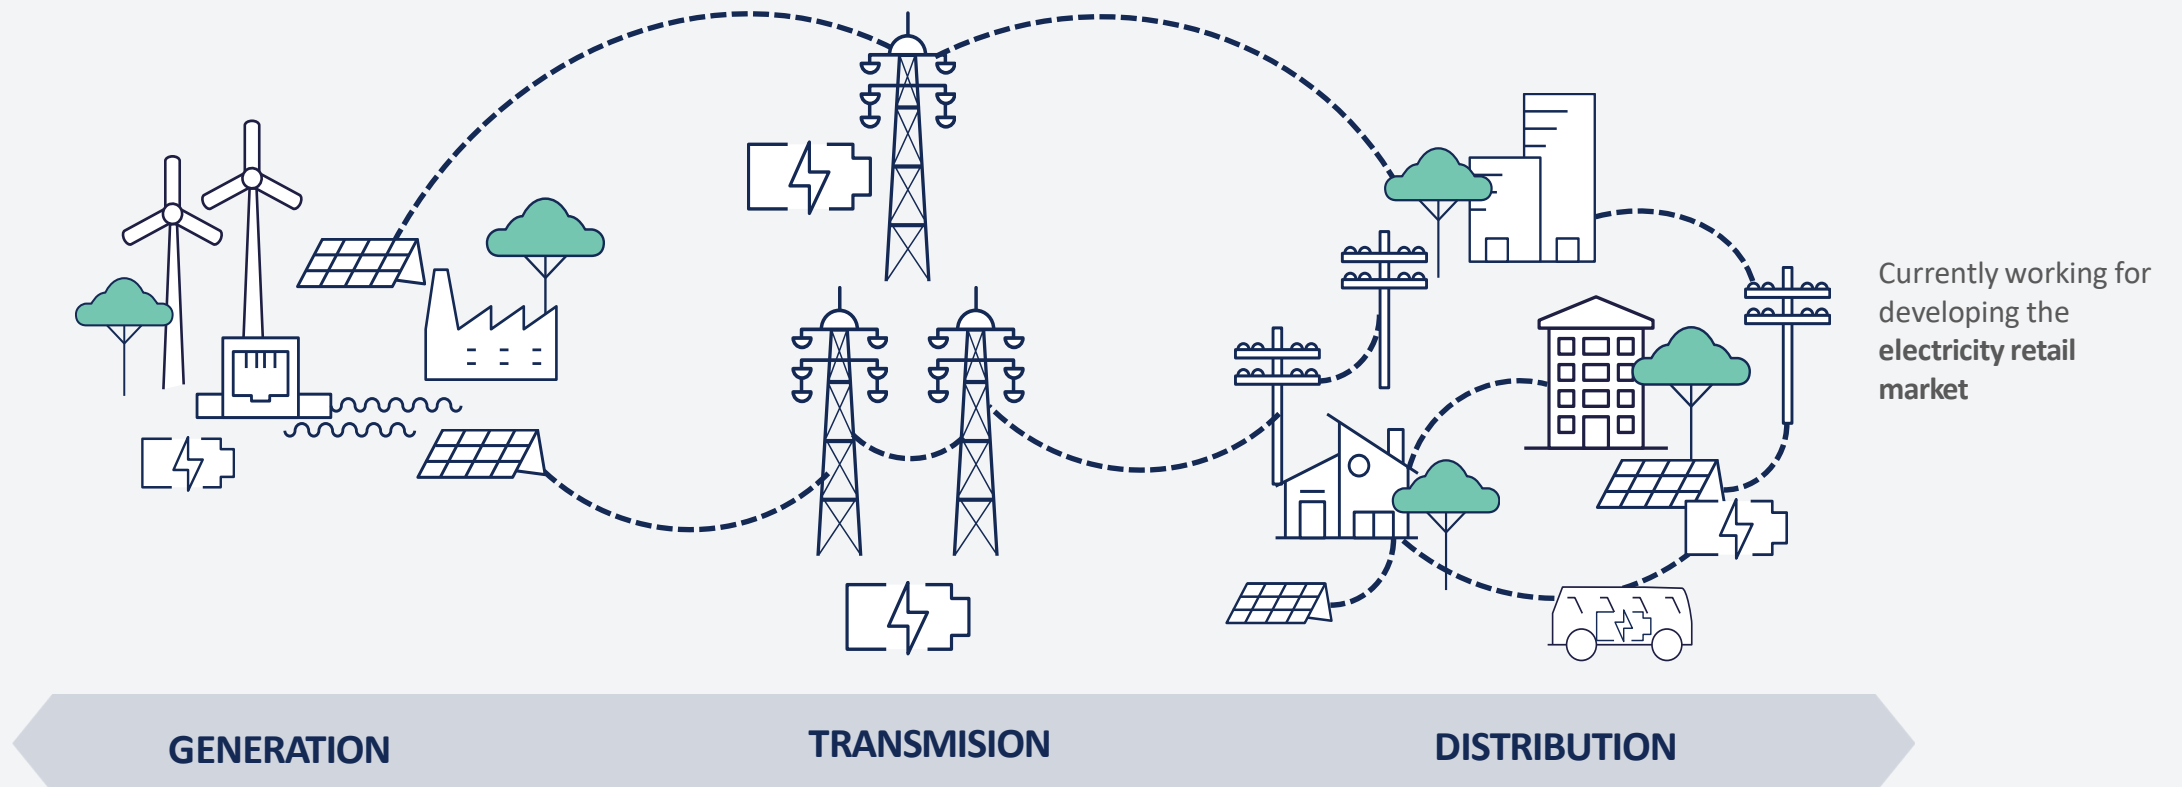 Currently working for
developing the
electricity retail
market
GENERATION
TRANSMISION
DISTRIBUTION